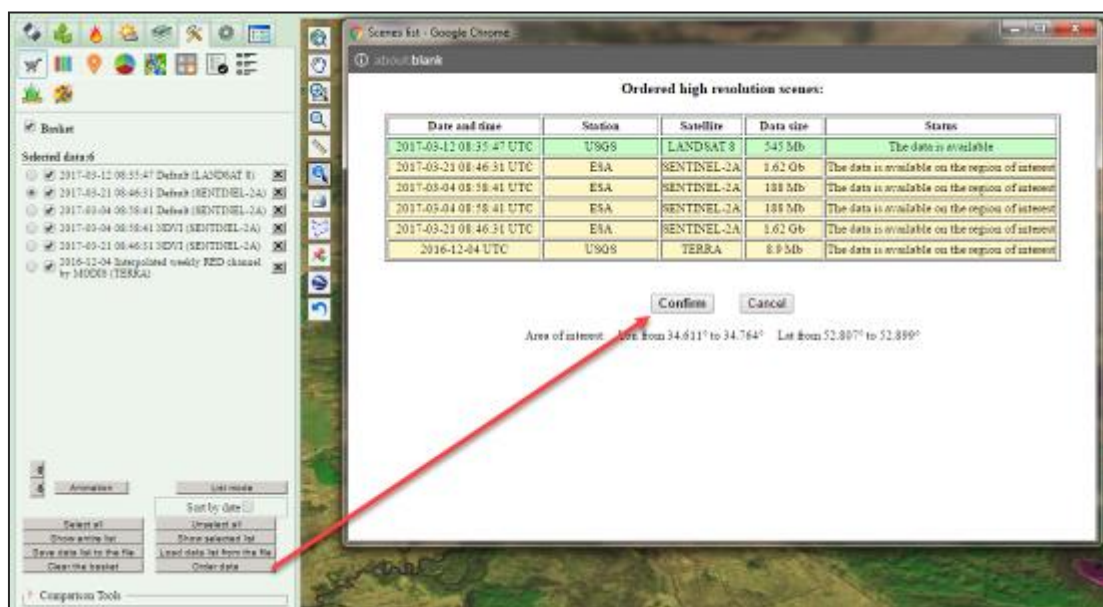 Scenes list - Google Chrome
about:blank
Basket
Selected data:6
2017-03-12 08:35:47 Default (LANDSAT 8)
2017-03-21 08:46:31 Default (SENTINEL-2A)
2017-03-04 08:58:41 Default (SENTINEL-2A)
2017-03-04 08:58:41 NDVI (SENTINEL-2A)
2017-03-21 08:46:31 NDVI (SENTINEL-2A)
2016-12-04 Interpolated weekly RED channel
by MODIS (TERRA)
Animation List mode
Sort by date
Select all Unselect all
Show entire list Show selected list
Save data list to the file Load data list from the file
Clear the basket Order data
Comparison Tools
Ordered high resolution scenes:
Date and time Station Satellite Data size Status
2017-03-12 08:35:47 UTC USGS LANDSAT 8 545 Mb The data is available
2017-03-21 08:46:31 UTC ESA SENTINEL-2A 1.62 Gb The data is available on the region of interest
2017-03-04 08:58:41 UTC ESA SENTINEL-2A 188 Mb The data is available on the region of interest
2017-03-04 08:58:41 UTC ESA SENTINEL-2A 188 Mb The data is available on the region of interest
2017-03-21 08:46:31 UTC ESA SENTINEL-2A 1.62 Gb The data is available on the region of interest
2016-12-04 UTC USGS TERRA 8.9 Mb The data is available on the region of interest
Confirm Cancel
Area of interest Lon from 34.611° to 34.764° Lat from 52.807° to 52.899°